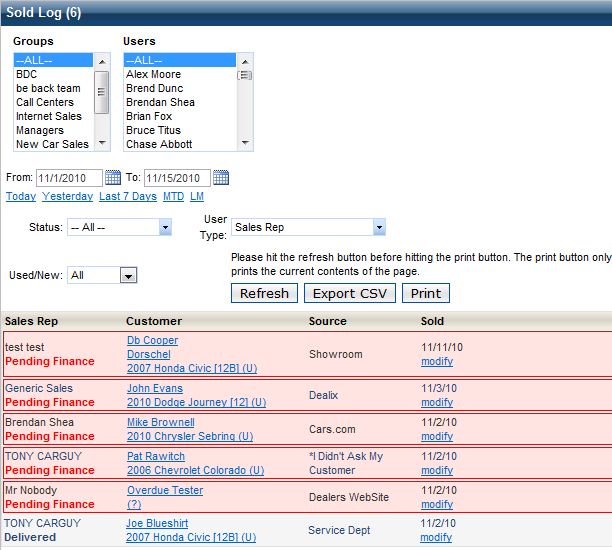 Sold Log (6)
Groups Users
--ALL-- --ALL--
BDC Alex Moore
be back team Brend Dunc
Call Centers Brendan Shea
Internet Sales Brian Fox
Managers Bruce Titus
New Car Sales Chase Abbott
From: 11/1/2010 To: 11/15/2010
Today Yesterday Last 7 Days MTD LM
Status: -- All -- User Type: Sales Rep
Please hit the refresh button before hitting the print button. The print button only
prints the current contents of the page.
Used/New: All
Refresh Export CSV Print
Sales Rep Customer Source Sold
test test
Pending Finance
Db Cooper
Dorschel
2007 Honda Civic [12B] (U)
Showroom
11/11/10
modify
Generic Sales
Pending Finance
John Evans
2010 Dodge Journey [12] (U)
Dealix
11/3/10
modify
Brendan Shea
Pending Finance
Mike Brownell
2010 Chrysler Sebring (U)
Cars.com
11/2/10
modify
TONY CARGUY
Pending Finance
Pat Rawitch
2006 Chevrolet Colorado (U)
*I Didn't Ask My
Customer
11/2/10
modify
Mr Nobody
Pending Finance
Overdue Tester
(?)
Dealers WebSite
11/2/10
modify
TONY CARGUY
Delivered
Joe Blueshirt
2007 Honda Civic [12B] (U)
Service Dept
11/2/10
modify